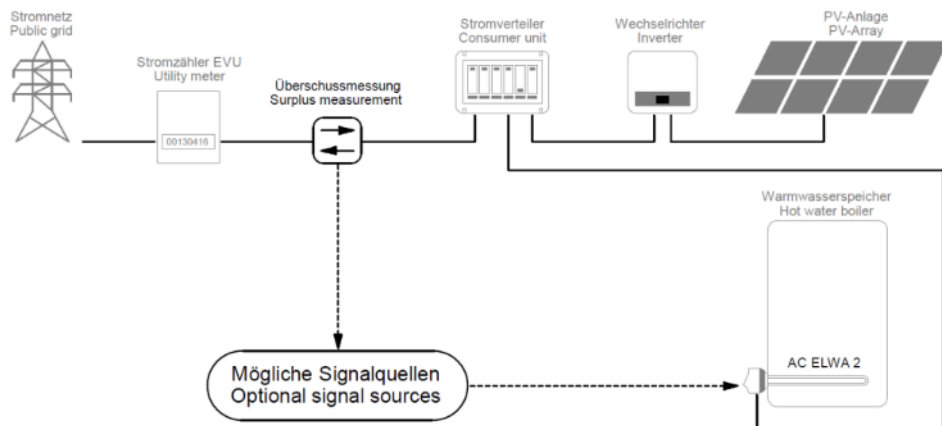 Stromnetz
Public grid
Stromzähler EVU
Utility meter
00130416
Überschussmessung
Surplus measurement
Stromverteiler
Consumer unit
Wechselrichter
Inverter
PV-Anlage
PV-Array
Warmwasserspeicher
Hot water boiler
AC ELWA 2
Mögliche Signalquellen
Optional signal sources